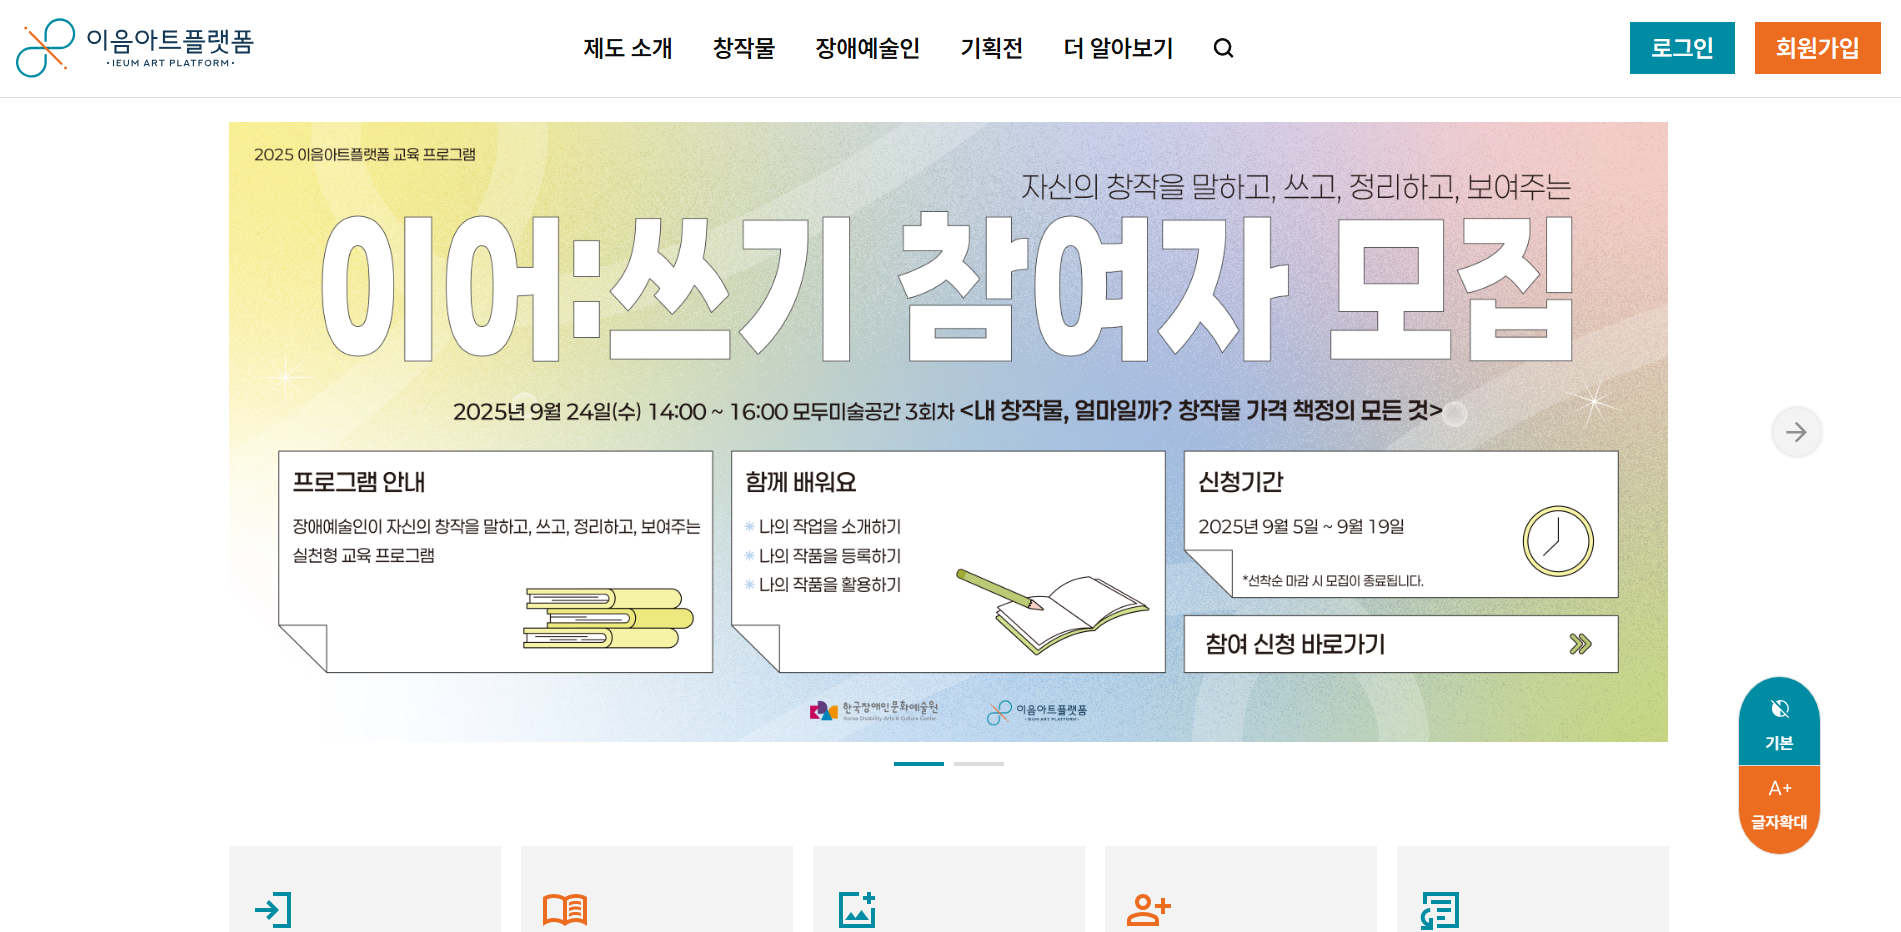 이음아트플랫폼
·IEUM ART PLATFORM·
제도 소개
창작물
장애예술인
기획전
더 알아보기
로그인
회원가입
2025 이음아트플랫폼 교육 프로그램
자신의 창작을 말하고, 쓰고, 정리하고, 보여주는
이어:쓰기 참여자 모집
2025년 9월 24일(수) 14:00 ~ 16:00 모두미술공간 3회차 <내 창작물, 얼마일까? 창작물 가격 책정의 모든 것>
프로그램 안내
장애예술인이 자신의 창작을 말하고, 쓰고, 정리하고, 보여주는
실천형 교육 프로그램
함께 배워요
나의 작업을 소개하기
나의 작품을 등록하기
나의 작품을 활용하기
신청기간
2025년 9월 5일 ~ 9월 19일
*선착순 마감 시 모집이 종료됩니다.
참여 신청 바로가기
한국장애인문화예술원
Korea Disability Arts & Culture Center
이음아트플랫폼
·IEUM ART PLATFORM·
기본
A+
글자확대